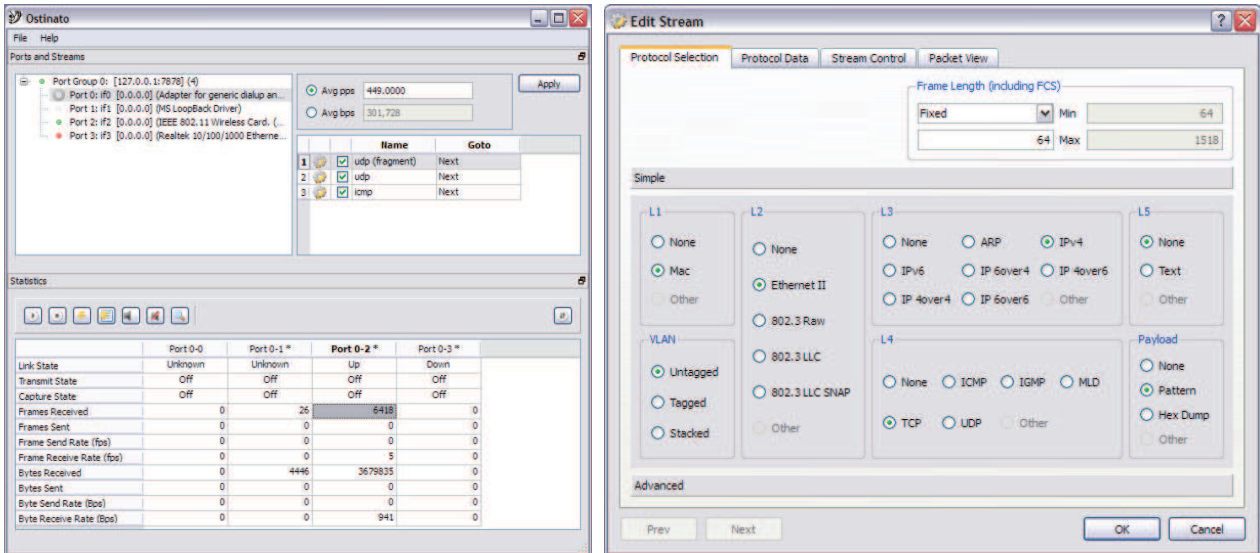 Ostinato
File Help
Ports and Streams
Port Group 0: [127.0.0.1:7878] (4)
Port 0: if0 [0.0.0.0] (Adapter for generic dialup an...
Port 1: if1 [0.0.0.0] (MS LoopBack Driver)
Port 2: if2 [0.0.0.0] (IEEE 802.11 Wireless Card. (...
Port 3: if3 [0.0.0.0] (Realtek 10/100/1000 Etherne...
Avg pps 449.0000
Avg bps 301,728
Apply
Name Goto
1 udp (fragment) Next
2 udp Next
3 icmp Next
Statistics
Port 0-0 Port 0-1 * Port 0-2 * Port 0-3 *
Link State Unknown Unknown Up Down
Transmit State Off Off Off Off
Capture State Off Off Off Off
Frames Received 0 26 6418 0
Frames Sent 0 0 0 0
Frame Send Rate (fps) 0 0 0 0
Frame Receive Rate (fps) 0 0 5 0
Bytes Received 0 4446 3679835 0
Bytes Sent 0 0 0 0
Byte Send Rate (Bps) 0 0 0 0
Byte Receive Rate (Bps) 0 0 941 0
Edit Stream
Protocol Selection Protocol Data Stream Control Packet View
Frame Length (including FCS)
Fixed Min 64
64 Max 1518
Simple
L1
None
Mac
Other
VLAN
Untagged
Tagged
Stacked
L2
None
Ethernet II
802.3 Raw
802.3 LLC
802.3 LLC SNAP
Other
L3
None ARP IPv4
IPv6 IP 6over4 IP 4over6
IP 4over4 IP 6over6 Other
L4
None ICMP IGMP MLD
TCP UDP Other
L5
None
Text
Other
Payload
None
Pattern
Hex Dump
Other
Advanced
Prev Next OK Cancel